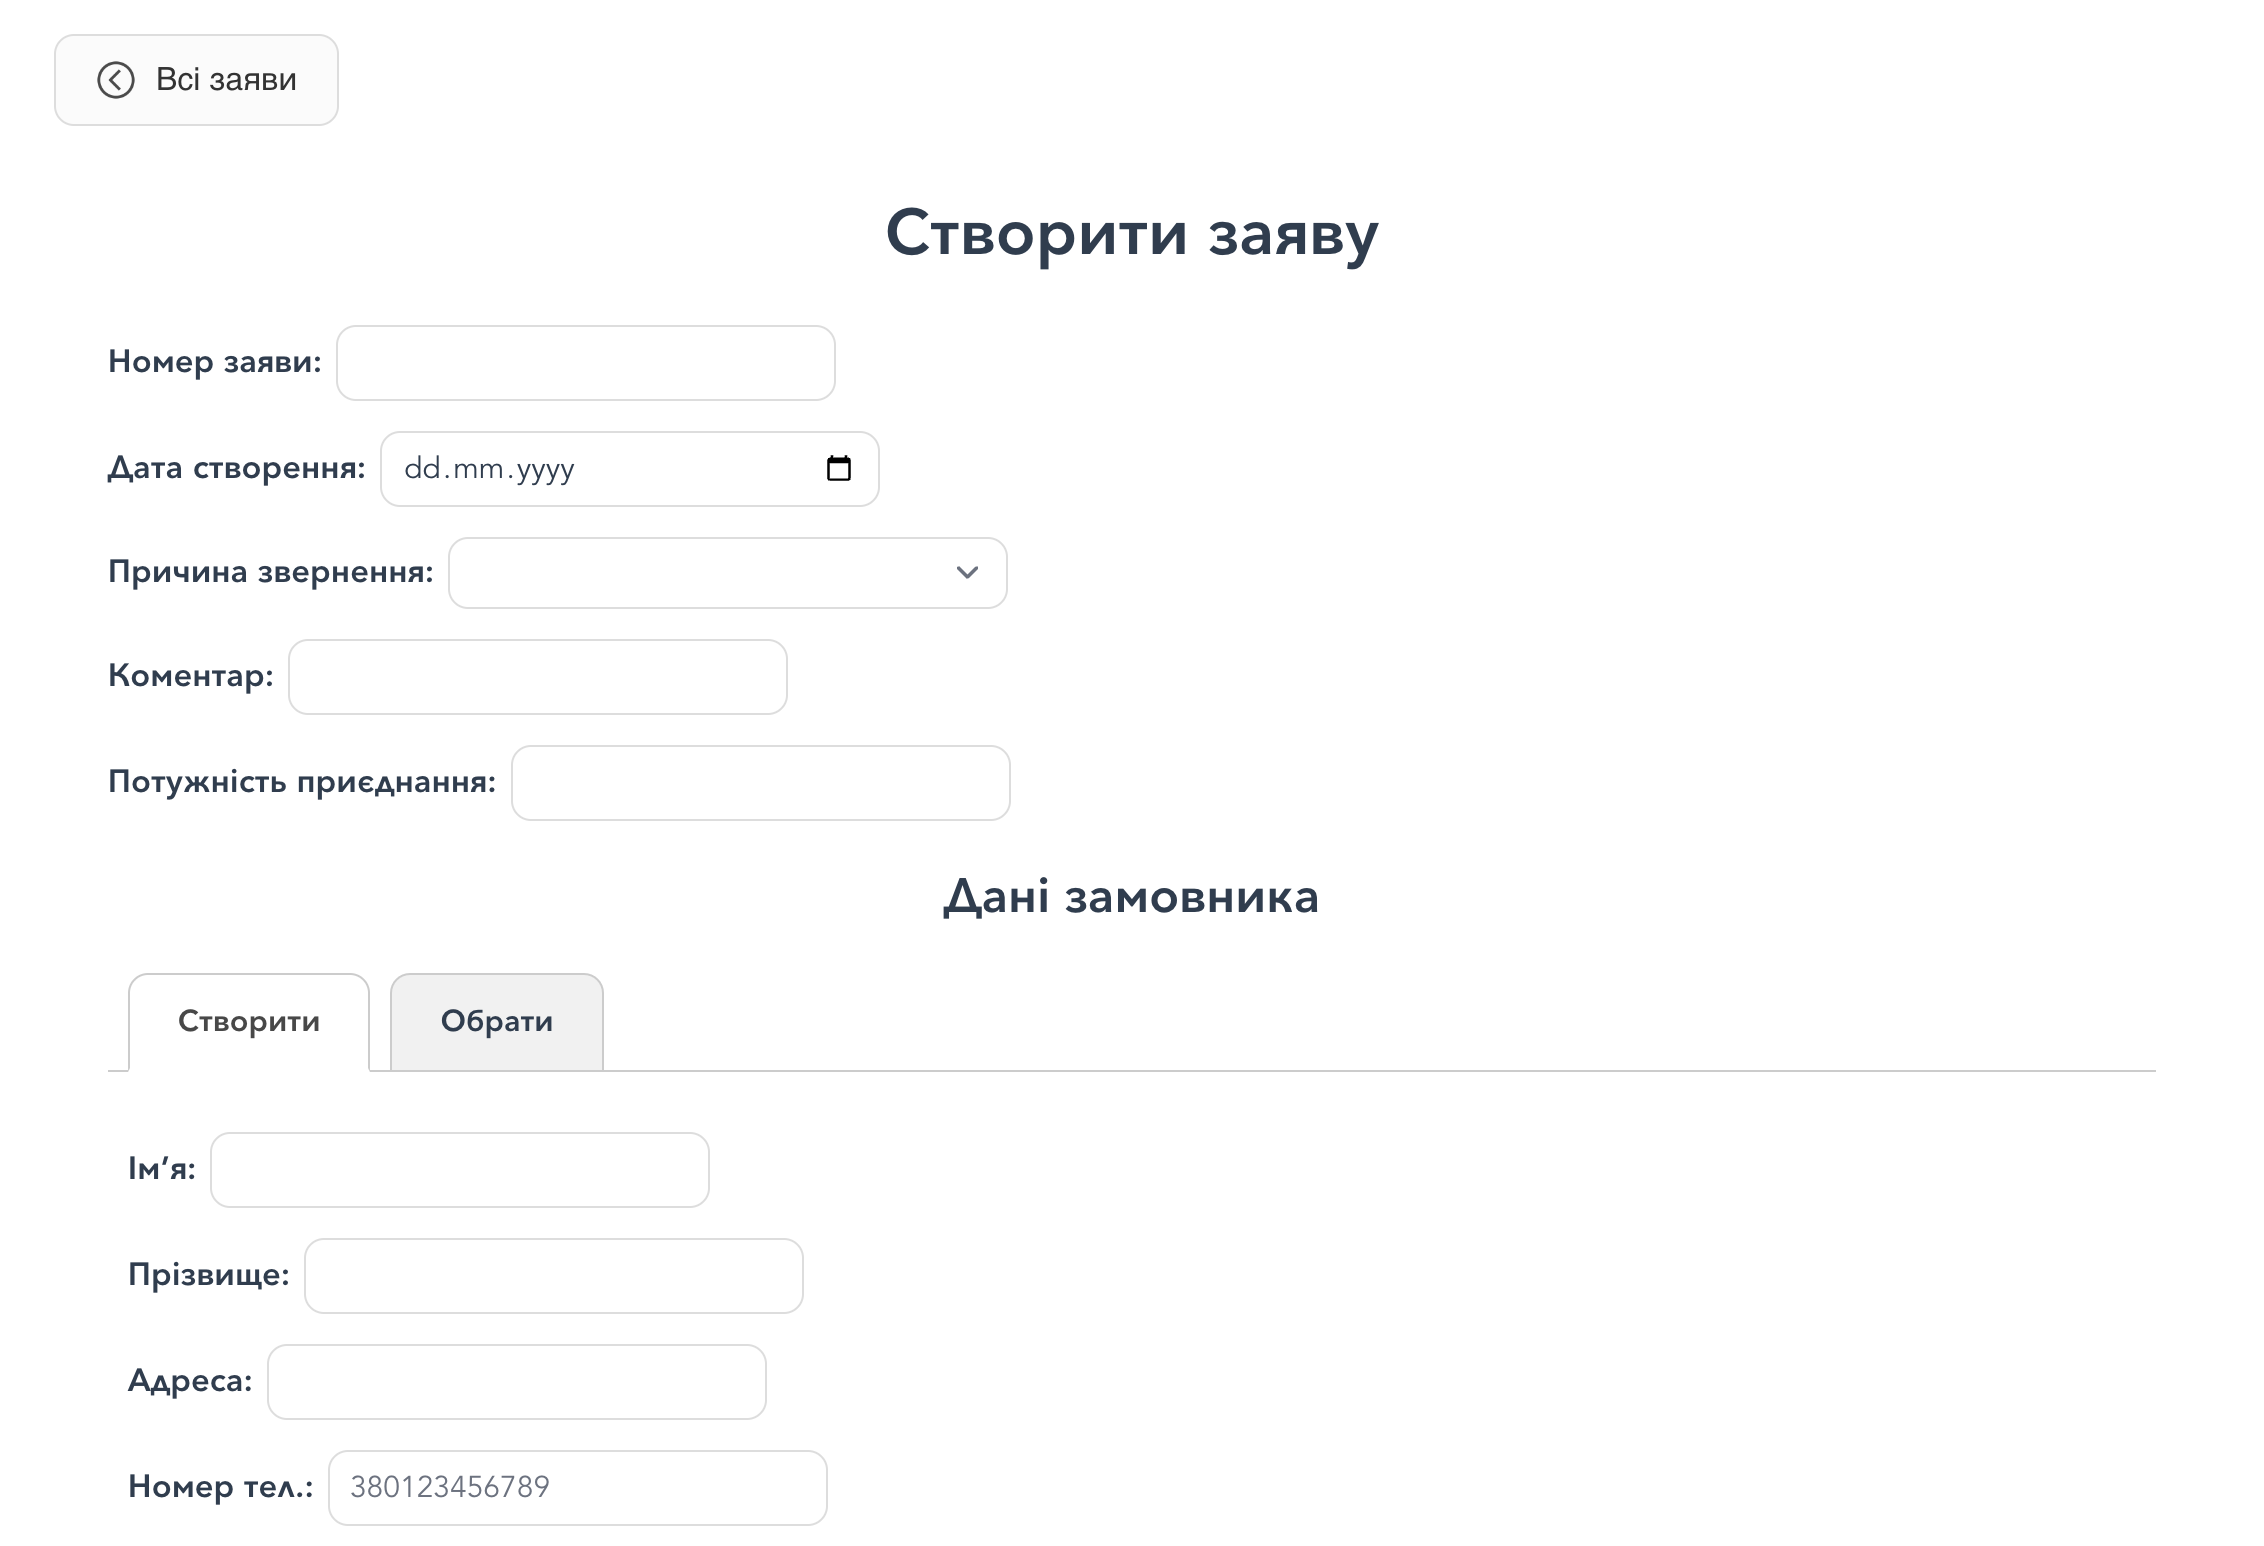 Всі заяви
Створити заяву
Номер заяви:
Дата створення: dd.mm.yyyy
Причина звернення:
Коментар:
Потужність приєднання:
Дані замовника
Створити Обрати
Ім’я:
Прізвище:
Адреса:
Номер тел.: 380123456789